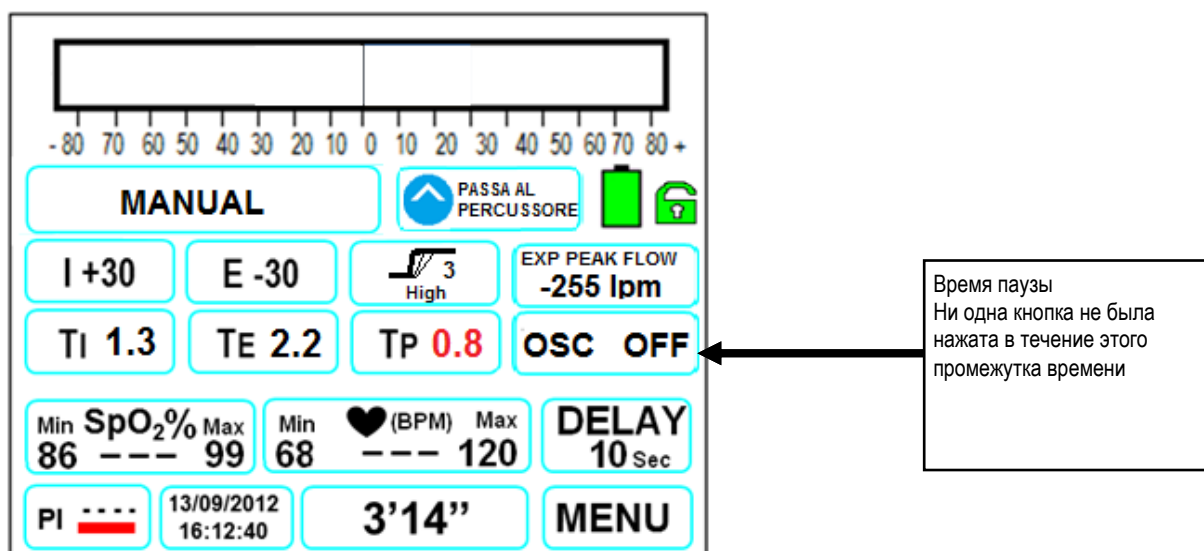 - 80 70 60 50 40 30 20 10 0 10 20 30 40 50 60 70 80 +
MANUAL
PASSA AL
PERCUSSORE
I +30
E -30
3
High
EXP PEAK FLOW
-255 lpm
TI 1.3
TE 2.2
TP 0.8
OSC OFF
Min SpO₂% Max
86 --- 99
Min ♥(BPM) Max
68 --- 120
DELAY
10 Sec
PI ----
13/09/2012
16:12:40
3’14”
MENU
Время паузы
Ни одна кнопка не была
нажата в течение этого
промежутка времени